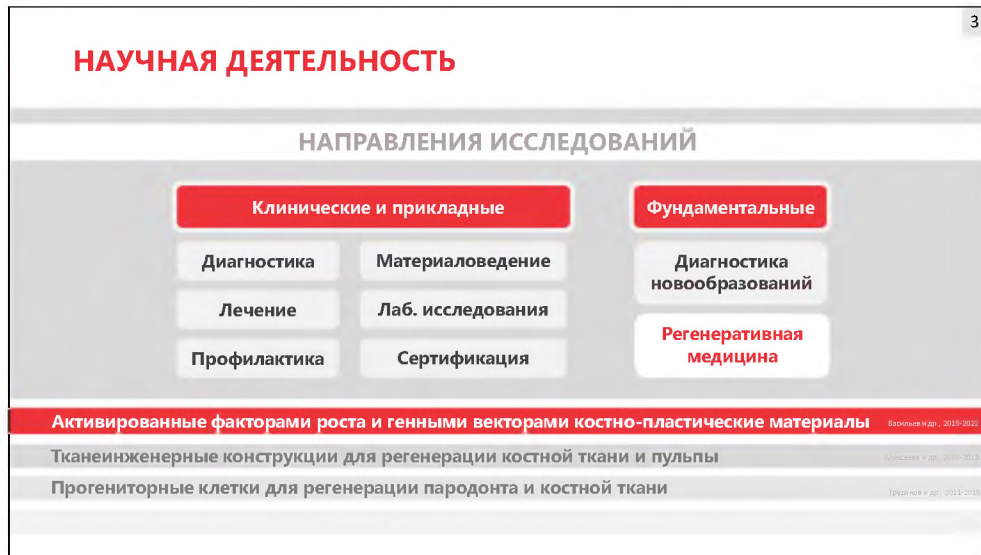 3
НАУЧНАЯ ДЕЯТЕЛЬНОСТЬ
НАПРАВЛЕНИЯ ИССЛЕДОВАНИЙ
Клинические и прикладные
Диагностика
Материаловедение
Лечение
Лаб. исследования
Профилактика
Сертификация
Фундаментальные
Диагностика
новообразований
Регенеративная
медицина
Активированные факторами роста и генными векторами костно-пластические материалы
Васильев и др., 2015-2022
Тканеинженерные конструкции для регенерации костной ткани и пульпы
Прогениторные клетки для регенерации пародонта и костной ткани